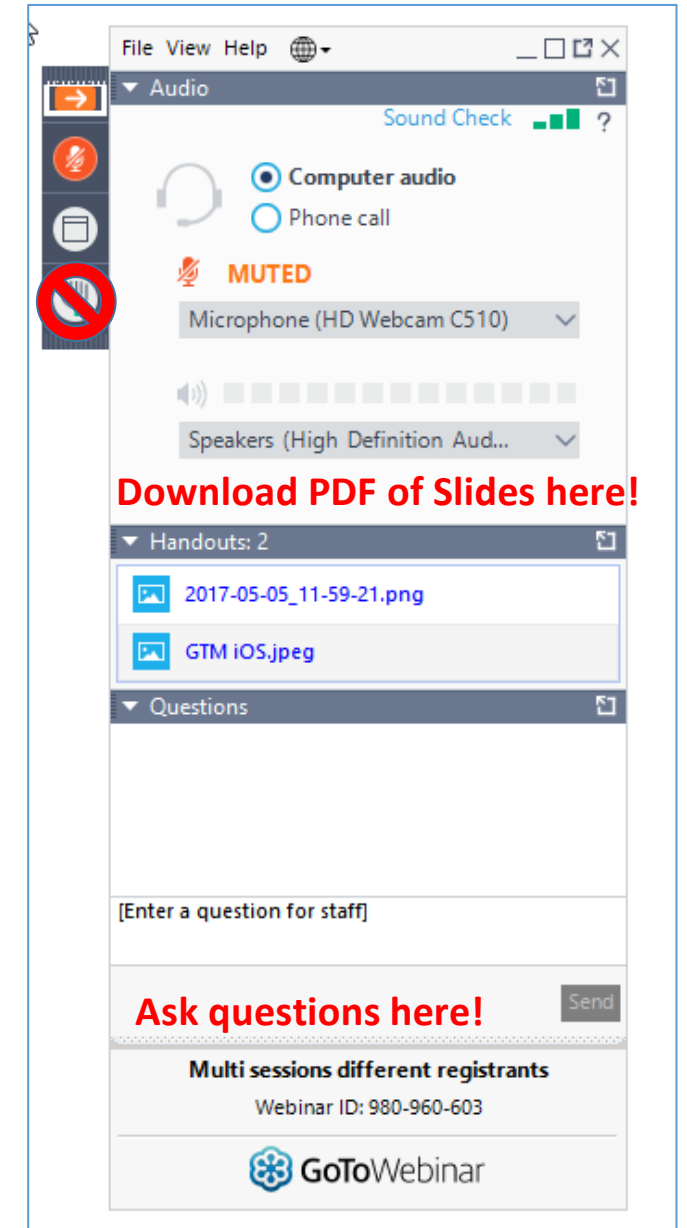 File View Help
Audio
Sound Check ?
Computer audio
Phone call
MUTED
Microphone (HD Webcam C510)
Speakers (High Definition Aud...
Download PDF of Slides here!
Handouts: 2
2017-05-05_11-59-21.png
GTM iOS.jpeg
Questions
[Enter a question for staff]
Ask questions here!
Send
Multi sessions different registrants
Webinar ID: 980-960-603
GoToWebinar